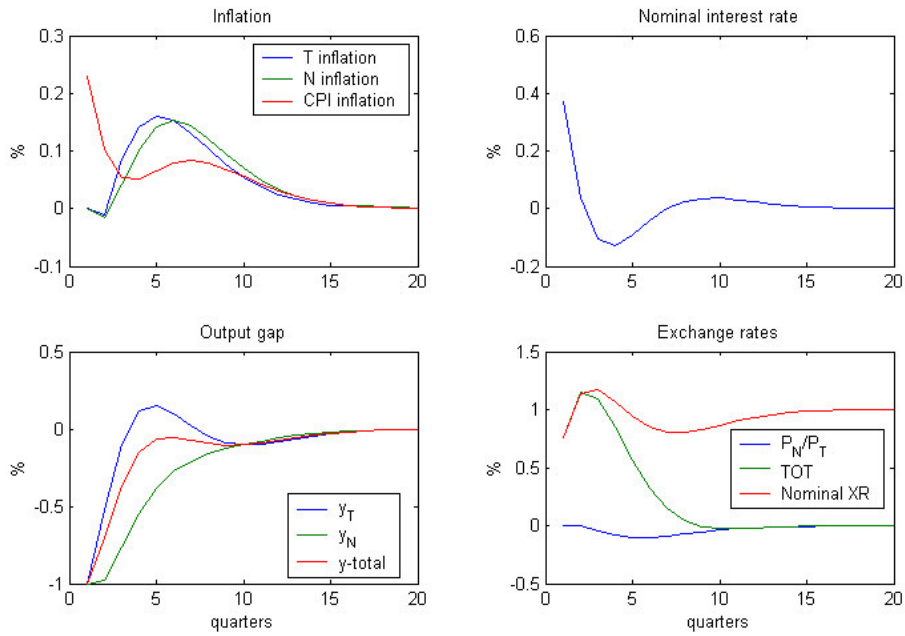 Inflation
0.3
0.2
0.1
0
-0.1
%
0
5
10
15
20
T inflation
N inflation
CPI inflation
Nominal interest rate
0.6
0.4
0.2
0
-0.2
%
0
5
10
15
20
Output gap
0.5
0
-0.5
-1
%
0
5
10
15
20
quarters
y_T
y_N
y-total
Exchange rates
1.5
1
0.5
0
-0.5
%
0
5
10
15
20
quarters
P_N/P_T
TOT
Nominal XR